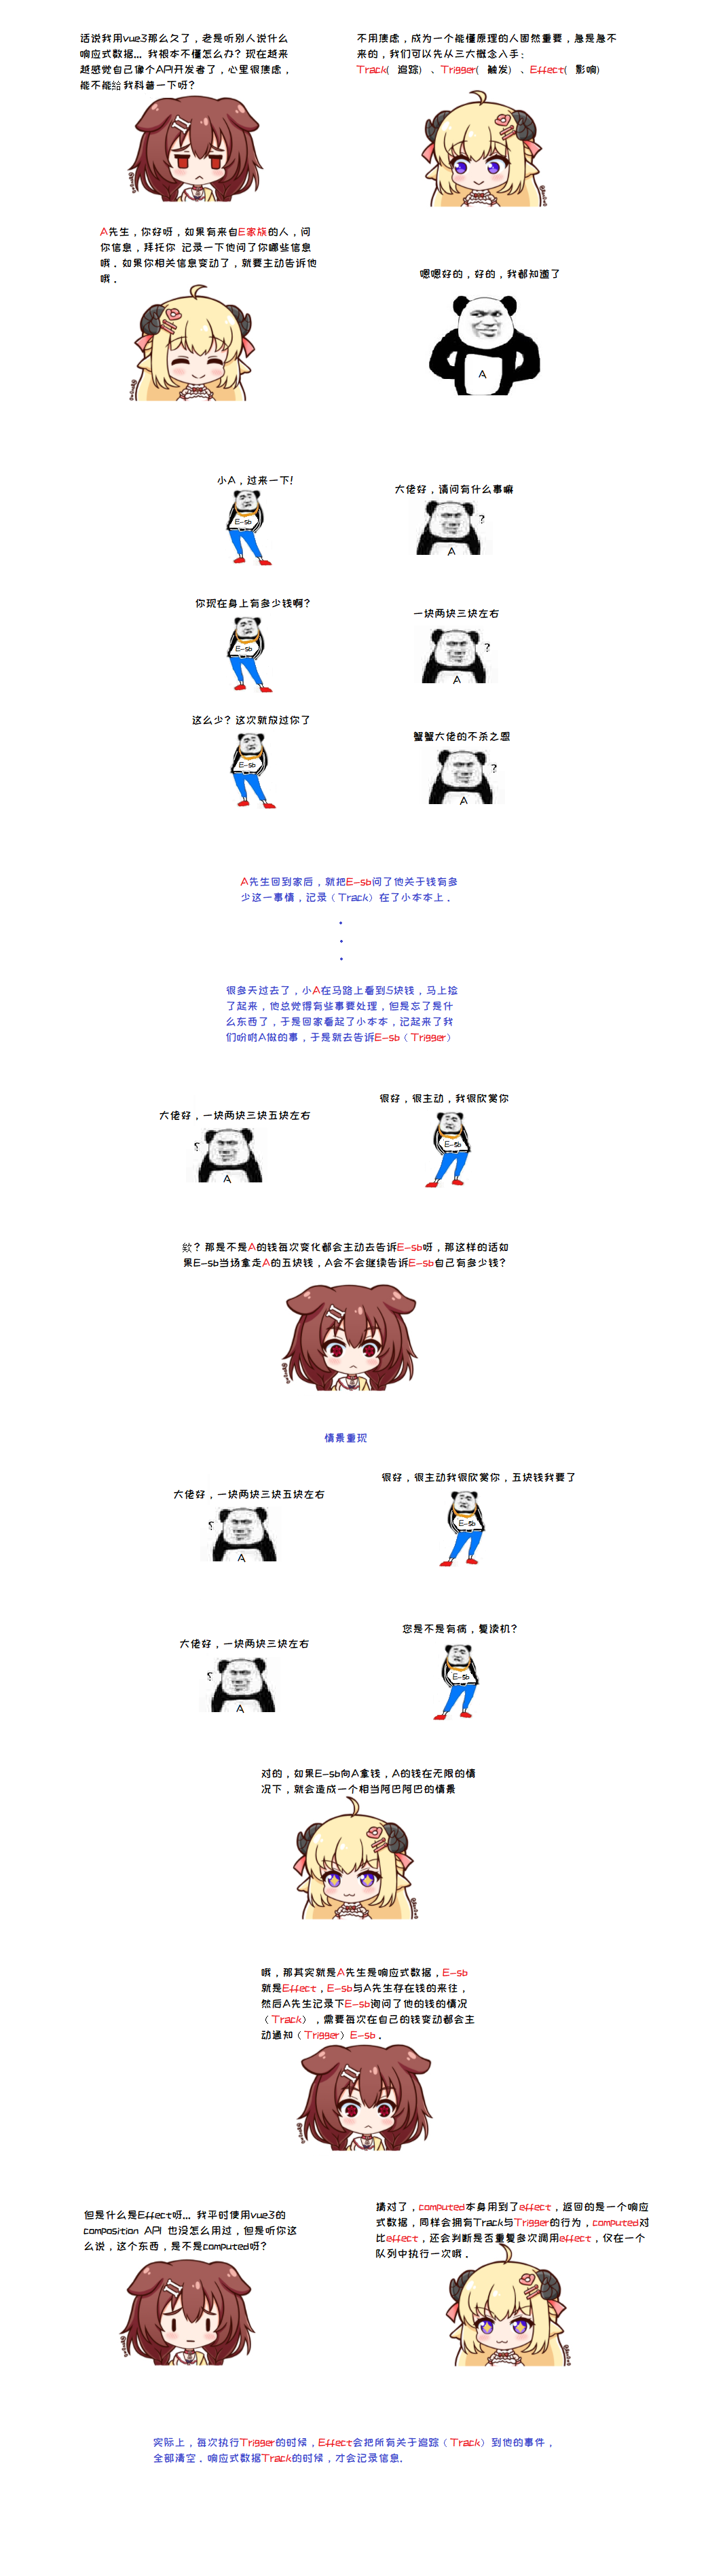 话说我用vue3那么久了，老是听别人说什么
响应式数据... 我根本不懂怎么办？现在越来
越感觉自己像个API开发者了，心里很焦虑，
能不能给我科普一下呀？
不用焦虑，成为一个能懂原理的人固然重要，急是急不
来的，我们可以先从三大概念入手：
Track( 追踪) 、Trigger( 触发) 、Effect( 影响)
A先生，你好呀，如果有来自E家族的人，问
你信息，拜托你 记录一下他问了你哪些信息
哦．如果你相关信息变动了，就要主动告诉他
哦．
嗯嗯好的，好的，我都知道了
A
小A，过来一下!
E-sb
大佬好，请问有什么事嘛
?
A
你现在身上有多少钱啊?
E-sb
一块两块三块左右
?
A
这么少? 这次就放过你了
E-sb
蟹蟹大佬的不杀之恩
?
A
A先生回到家后，就把E-sb问了他关于钱有多
少这一事情，记录（Track）在了小本本上．
很多天过去了，小A在马路上看到5块钱，马上捡
了起来，他总觉得有些事要处理，但是忘了是什
么东西了，于是回家看起了小本本，记起来了我
们吩咐A做的事，于是就去告诉E-sb（Trigger）
大佬好，一块两块三块五块左右
?
A
很好，很主动，我很欣赏你
E-sb
欸? 那是不是A的钱每次变化都会主动去告诉E-sb呀，那这样的话如
果E-sb当场拿走A的五块钱，A会不会继续告诉E-sb自己有多少钱?
情景重现
大佬好，一块两块三块五块左右
?
A
很好，很主动我很欣赏你，五块钱我要了
E-sb
大佬好，一块两块三块左右
?
A
您是不是有病，复读机?
E-sb
对的，如果E-sb向A拿钱，A的钱在无限的情
况下，就会造成一个相当阿巴阿巴的情景
哦，那其实就是A先生是响应式数据，E-sb
就是Effect，E-sb与A先生存在钱的来往，
然后A先生记录下E-sb询问了他的钱的情况
（Track），需要每次在自己的钱变动都会主
动通知（Trigger）E-sb．
但是什么是Effect呀... 我平时使用vue3的
composition API 也没怎么用过，但是听你这
么说，这个东西，是不是computed呀?
猜对了，computed本身用到了effect，返回的是一个响应
式数据，同样会拥有Track与Trigger的行为，computed对
比effect，还会判断是否重复多次调用effect，仅在一个
队列中执行一次哦．
实际上，每次执行Trigger的时候，Effect会把所有关于追踪（Track）到他的事件，
全部清空．响应式数据Track的时候，才会记录信息．